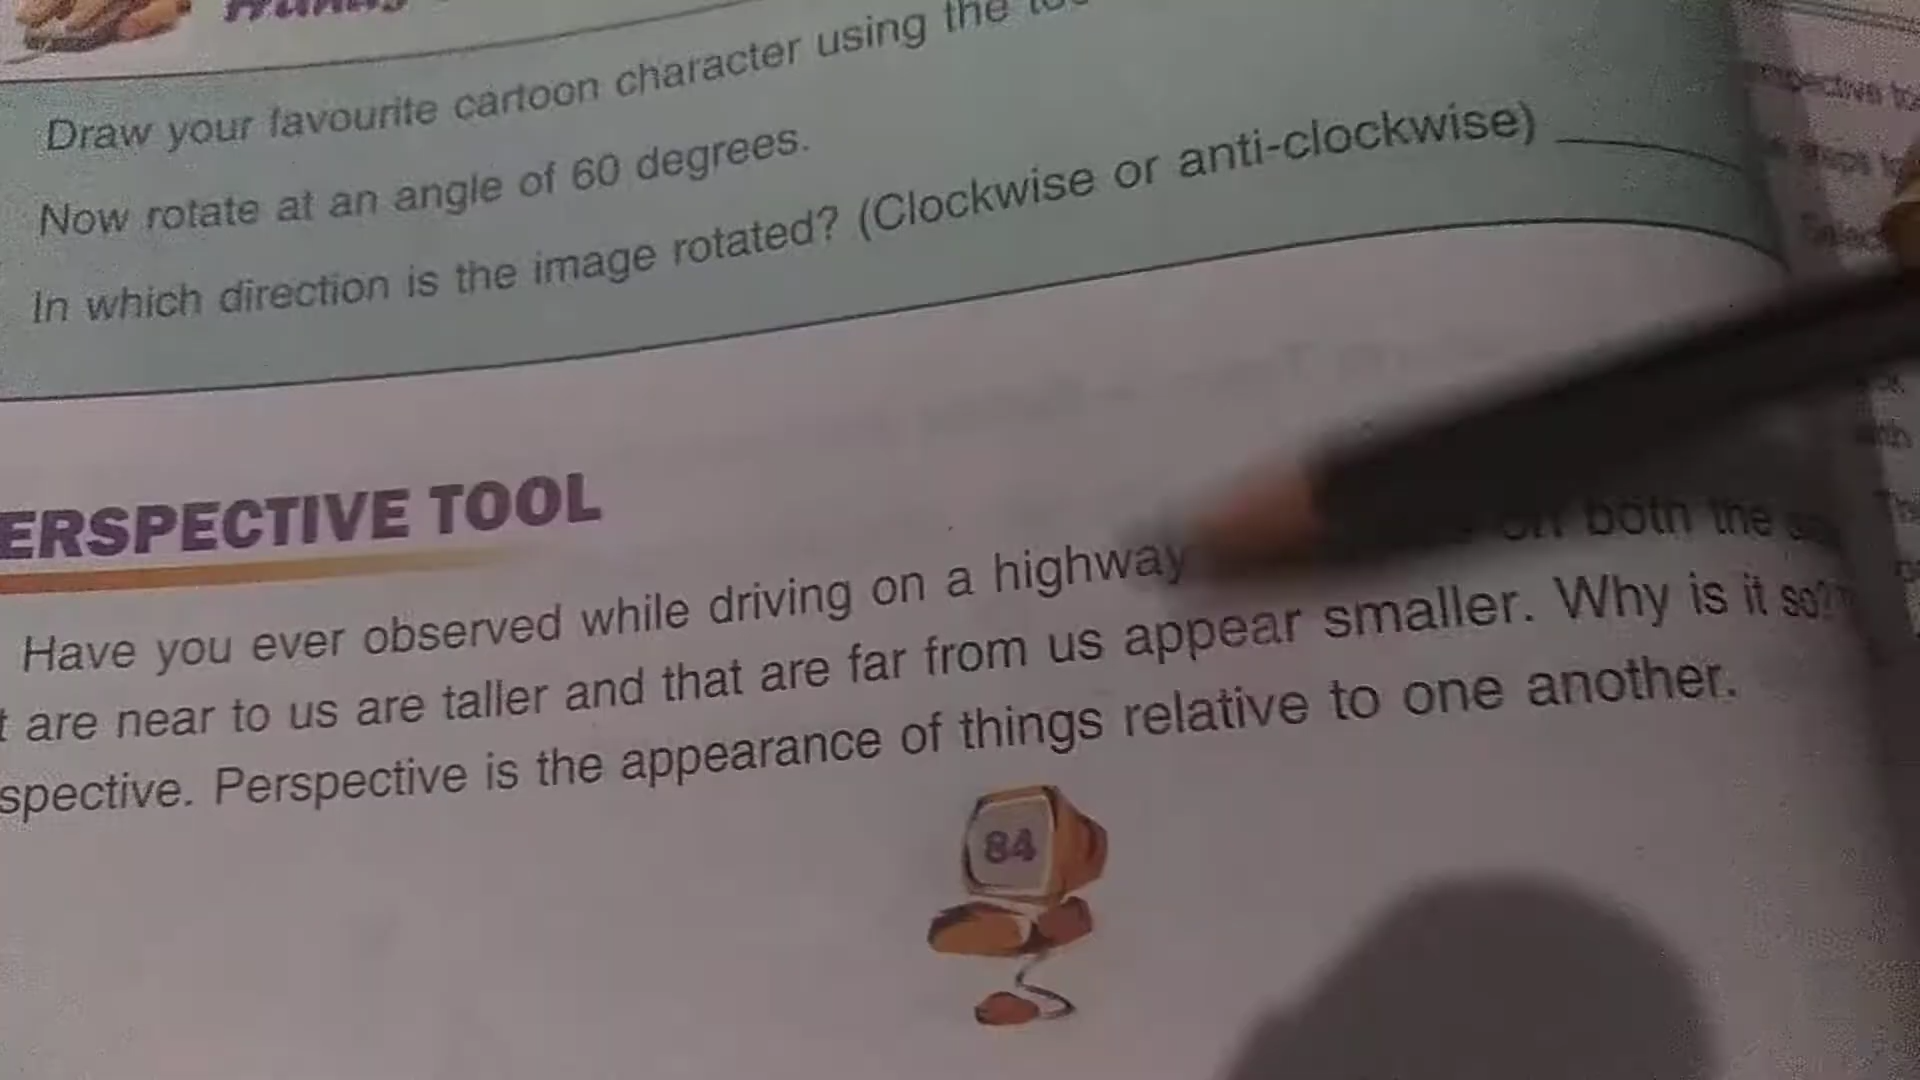 Draw your favourite cartoon character using the
Now rotate at an angle of 60 degrees.
In which direction is the image rotated? (Clockwise or anti-clockwise)
ERSPECTIVE TOOL
Have you ever observed while driving on a highway on both the
t are near to us are taller and that are far from us appear smaller. Why is it so?
spective. Perspective is the appearance of things relative to one another.
84